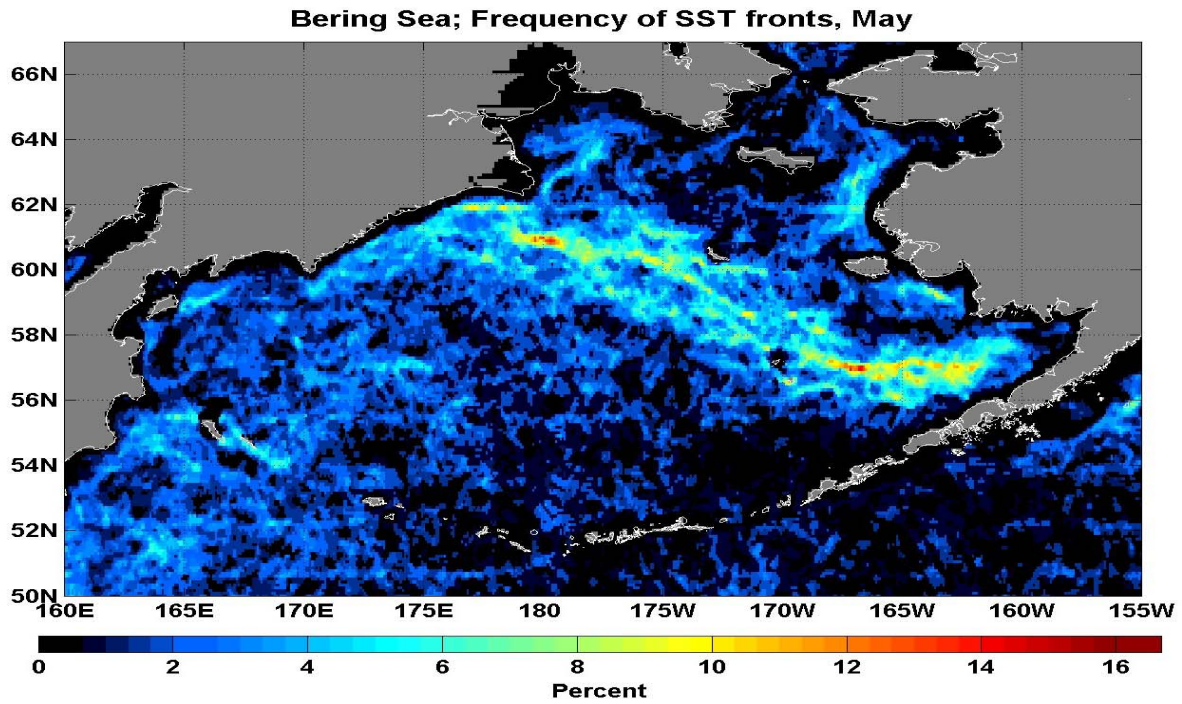 Bering Sea; Frequency of SST fronts, May
66N
64N
62N
60N
58N
56N
54N
52N
50N
160E 165E 170E 175E 180 175W 170W 165W 160W 155W
0 2 4 6 8 10 12 14 16
Percent